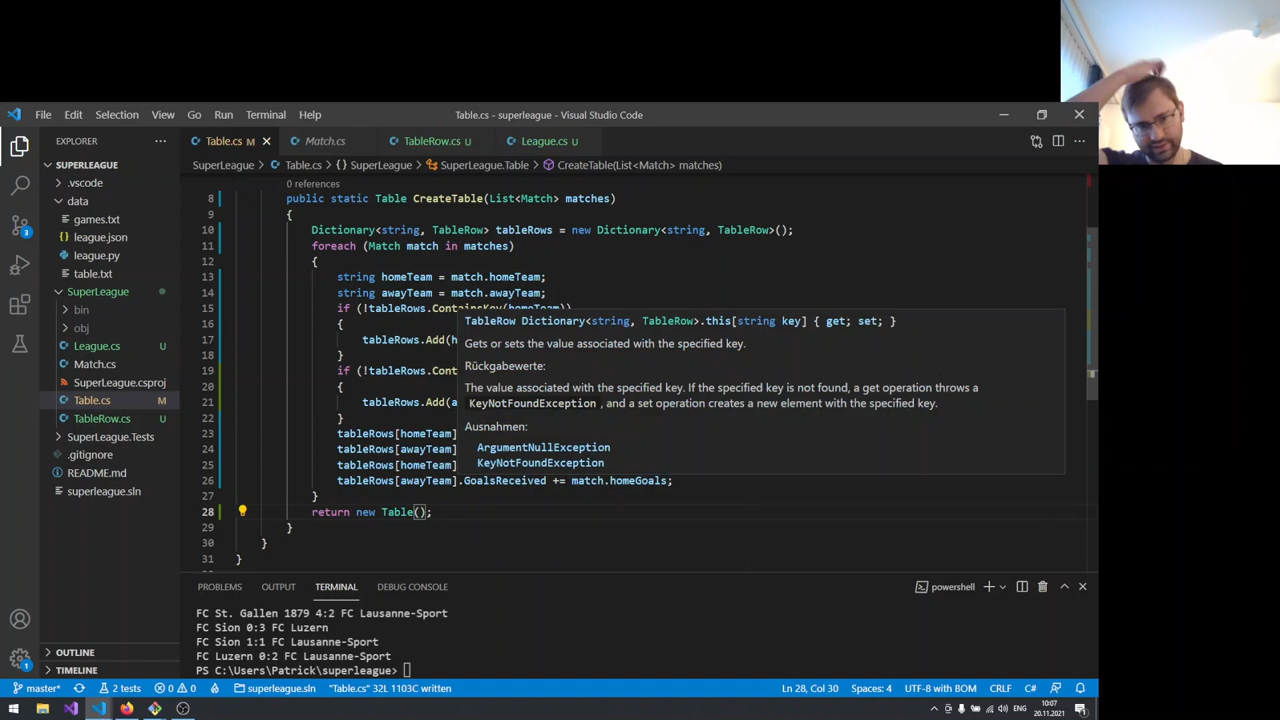 File Edit Selection View Go Run Terminal Help
Table.cs - superleague - Visual Studio Code
EXPLORER
Table.cs M
Match.cs
TableRow.cs U
League.cs U
SUPERLEAGUE
SuperLeague > Table.cs > {} SuperLeague > SuperLeague.Table > CreateTable(List<Match> matches)
.vscode
data
games.txt
league.json
league.py
table.txt
SuperLeague
bin
obj
League.cs U
Match.cs
SuperLeague.csproj
Table.cs M
TableRow.cs U
SuperLeague.Tests
.gitignore
README.md
superleague.sln
OUTLINE
TIMELINE
3
1
0 references
8 public static Table CreateTable(List<Match> matches)
9 {
10 Dictionary<string, TableRow> tableRows = new Dictionary<string, TableRow>();
11 foreach (Match match in matches)
12 {
13 string homeTeam = match.homeTeam;
14 string awayTeam = match.awayTeam;
15 if (!tableRows.ContainsKey(homeTeam))
16 {
17 tableRows.Add(h
18 }
19 if (!tableRows.Cont
20 {
21 tableRows.Add(a
22 }
23 tableRows[homeTeam]
24 tableRows[awayTeam]
25 tableRows[homeTeam]
26 tableRows[awayTeam].GoalsReceived += match.homeGoals;
27 }
28 return new Table();
29 }
30 }
31 }
TableRow Dictionary<string, TableRow>.this[string key] { get; set; }
Gets or sets the value associated with the specified key.
Rückgabewerte:
The value associated with the specified key. If the specified key is not found, a get operation throws a
KeyNotFoundException , and a set operation creates a new element with the specified key.
Ausnahmen:
ArgumentNullException
KeyNotFoundException
PROBLEMS OUTPUT TERMINAL DEBUG CONSOLE
powershell
FC St. Gallen 1879 4:2 FC Lausanne-Sport
FC Sion 0:3 FC Luzern
FC Sion 1:1 FC Lausanne-Sport
FC Luzern 0:2 FC Lausanne-Sport
PS C:\Users\Patrick\superleague>
master* 2 tests 0 0 superleague.sln "Table.cs" 32L 1103C written
Ln 28, Col 30 Spaces: 4 UTF-8 with BOM CRLF C#
ENG
10:07
20.11.2021
1